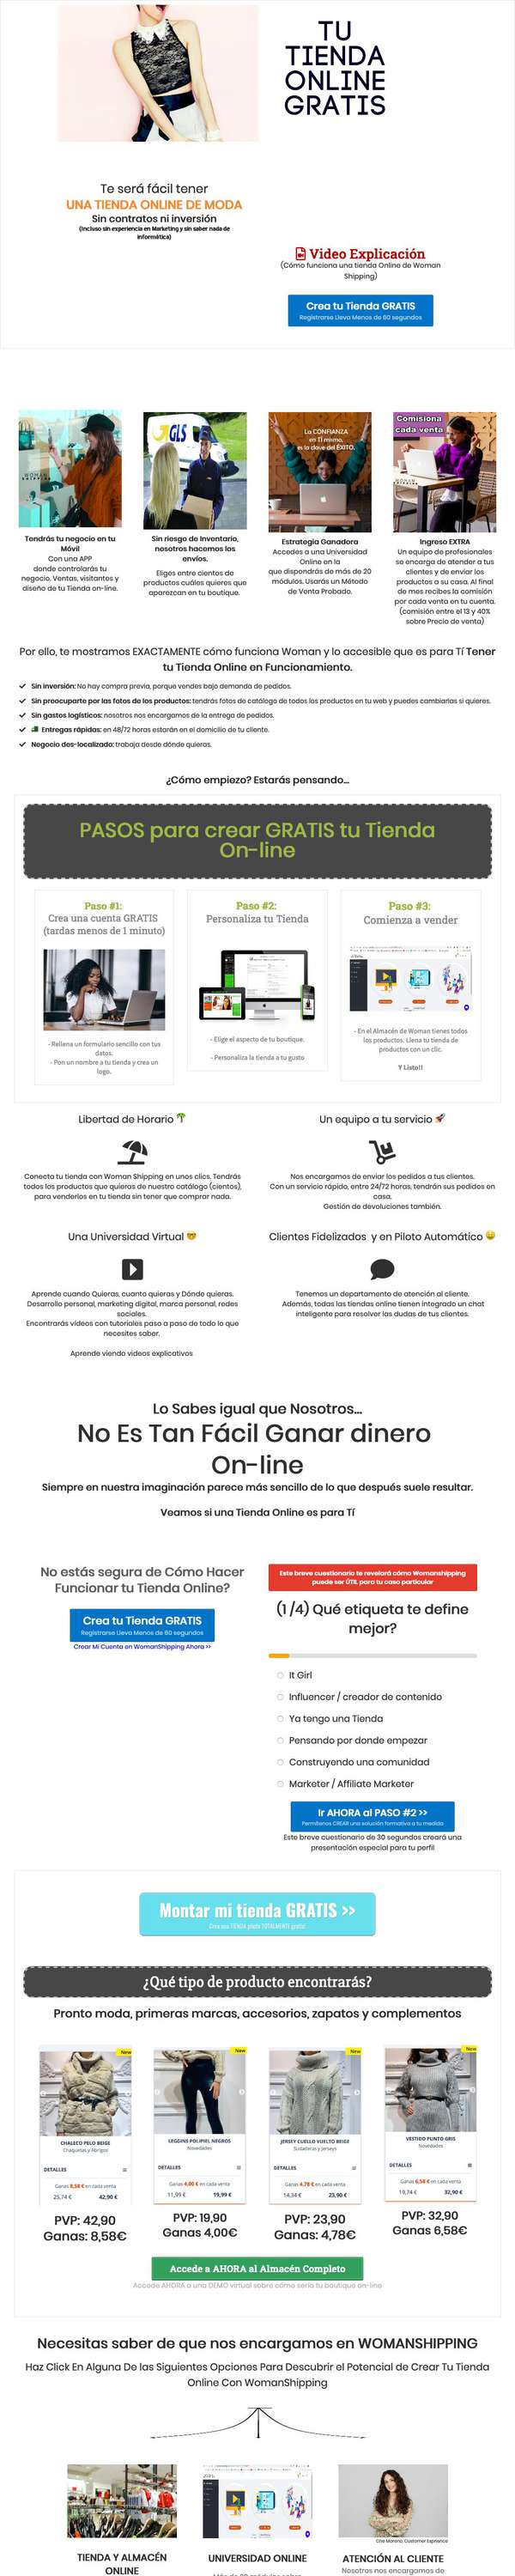 TU
TIENDA
ONLINE
GRATIS
Te será fácil tener
UNA TIENDA ONLINE DE MODA
Sin contratos ni inversión
(Incluso sin experiencia en Marketing y sin saber nada de
informática)
Video Explicación
(Cómo funciona una tienda Online de Woman
Shipping)
Crea tu Tienda GRATIS
Registrarse Lleva Menos de 60 segundos
GLS
La CONFIANZA
en TI misma,
es la clave del ÉXITO.
Comisiona
cada venta
Tendrás tu negocio en tu
Móvil
Con una APP
donde controlarás tu
negocio. Ventas, visitantes y
diseño de tu Tienda on-line.
Sin riesgo de Inventario,
nosotros hacemos los
envíos.
Eliges entre cientos de
productos cuáles quieres que
aparezcan en tu boutique.
Estrategia Ganadora
Accedes a una Universidad
Online en la
que dispondrás de más de 20
módulos. Usarás un Método
de Venta Probado.
Ingreso EXTRA
Un equipo de profesionales
se encarga de atender a tus
clientes y de enviar los
productos a su casa. Al final
de mes recibes la comisión
por cada venta en tu cuenta.
(comisión entre el 13 y 40%
sobre Precio de venta)
Por ello, te mostramos EXACTAMENTE cómo funciona Woman y lo accesible que es para TÍ Tener
tu Tienda Online en Funcionamiento.
Sin inversión: No hay compra previa, porque vendes bajo demanda de pedidos.
Sin preocuparte por las fotos de los productos: tendrás fotos de catálogo de todos los productos en tu web y puedes cambiarlas si quieres.
Sin gastos logísticos: nosotros nos encargamos de la entrega de pedidos.
Entregas rápidas: en 48/72 horas estarán en el domicilio de tu cliente.
Negocio des-localizado: trabaja desde dónde quieras.
¿Cómo empiezo? Estarás pensando...
PASOS para crear GRATIS tu Tienda
On-line
Paso #1:
Crea una cuenta GRATIS
(tardas menos de 1 minuto)
- Rellena un formulario sencillo con tus
datos.
- Pon un nombre a tu tienda y crea un
logo.
Paso #2:
Personaliza tu Tienda
- Elige el aspecto de tu boutique.
- Personaliza la tienda a tu gusto
Paso #3:
Comienza a vender
- En el Almacén de Woman tienes todos
los productos. Llena tu tienda de
productos con un clic.
Y Listo!!
Libertad de Horario 🌴
Conecta tu tienda con Woman Shipping en unos clics. Tendrás
todos los productos que quieras de nuestro catálogo (cientos),
para venderlos en tu tienda sin tener que comprar nada.
Un equipo a tu servicio 🚀
Nos encargamos de enviar los pedidos a tus clientes.
Con un servicio rápido, entre 24/72 horas, tendrán sus pedidos en
casa.
Gestión de devoluciones también.
Una Universidad Virtual 🤓
Aprende cuando Quieras, cuanto quieras y Dónde quieras.
Desarrollo personal, marketing digital, marca personal, redes
sociales.
Encontrarás vídeos con tutoriales paso a paso de todo lo que
necesites saber.
Aprende viendo videos explicativos
Clientes Fidelizados y en Piloto Automático
Tenemos un departamento de atención al cliente.
Además, todas las tiendas online tienen integrado un chat
inteligente para resolver las dudas de tus clientes.
Lo Sabes igual que Nosotros...
No Es Tan Fácil Ganar dinero
On-line
Siempre en nuestra imaginación parece más sencillo de lo que después suele resultar.
Veamos si una Tienda Online es para Tí
No estás segura de Cómo Hacer
Funcionar tu Tienda Online?
Crea tu Tienda GRATIS
Registrarse Lleva Menos de 60 segundos
Crear Mi Cuenta en WomanShipping Ahora >>
Este breve cuestionario te revelará cómo Womanshipping
puede ser ÚTIL para tu caso particular
(1 /4) Qué etiqueta te define
mejor?
It Girl
Influencer / creador de contenido
Ya tengo una Tienda
Pensando por donde empezar
Construyendo una comunidad
Marketer / Affiliate Marketer
Ir AHORA al PASO #2 >>
Permítenos CREAR una solución formativa a tu medida
Este breve cuestionario de 30 segundos creará una
presentación especial para tu perfil
Montar mi tienda GRATIS >>
Crea una TIENDA piloto TOTALMENTE gratis!
¿Qué tipo de producto encontrarás?
Pronto moda, primeras marcas, accesorios, zapatos y complementos
New
CHALECO PELO BEIGE
Chaquetas y Abrigos
DETALLES
Ganas 8,58 € en cada venta
25,74 € 42,90 €
PVP: 42,90
Ganas: 8,58€
New
LEGGINS POLIPIEL NEGROS
Novedades
DETALLES
Ganas 4,00 € en cada venta
11,99 € 19,99 €
PVP: 19,90
Ganas 4,00€
New
JERSEY CUELLO VUELTO BEIGE
Sudaderas y jerseys
DETALLES
Ganas 4,78 € en cada venta
14,34 € 23,90 €
PVP: 23,90
Ganas: 4,78€
New
VESTIDO PUNTO GRIS
Novedades
DETALLES
Ganas 6,58 € en cada venta
19,74 € 32,90 €
PVP: 32,90
Ganas 6,58€
Accede a AHORA al Almacén Completo
Accede AHORA a una DEMO virtual sobre cómo sería tu boutique on-line
Necesitas saber de que nos encargamos en WOMANSHIPPING
Haz Click En Alguna De las Siguientes Opciones Para Descubrir el Potencial de Crear Tu Tienda
Online Con WomanShipping
TIENDA Y ALMACÉN
ONLINE
UNIVERSIDAD ONLINE
Che Moreno, Customer Exprience
ATENCIÓN AL CLIENTE
Nosotros nos encargamos de